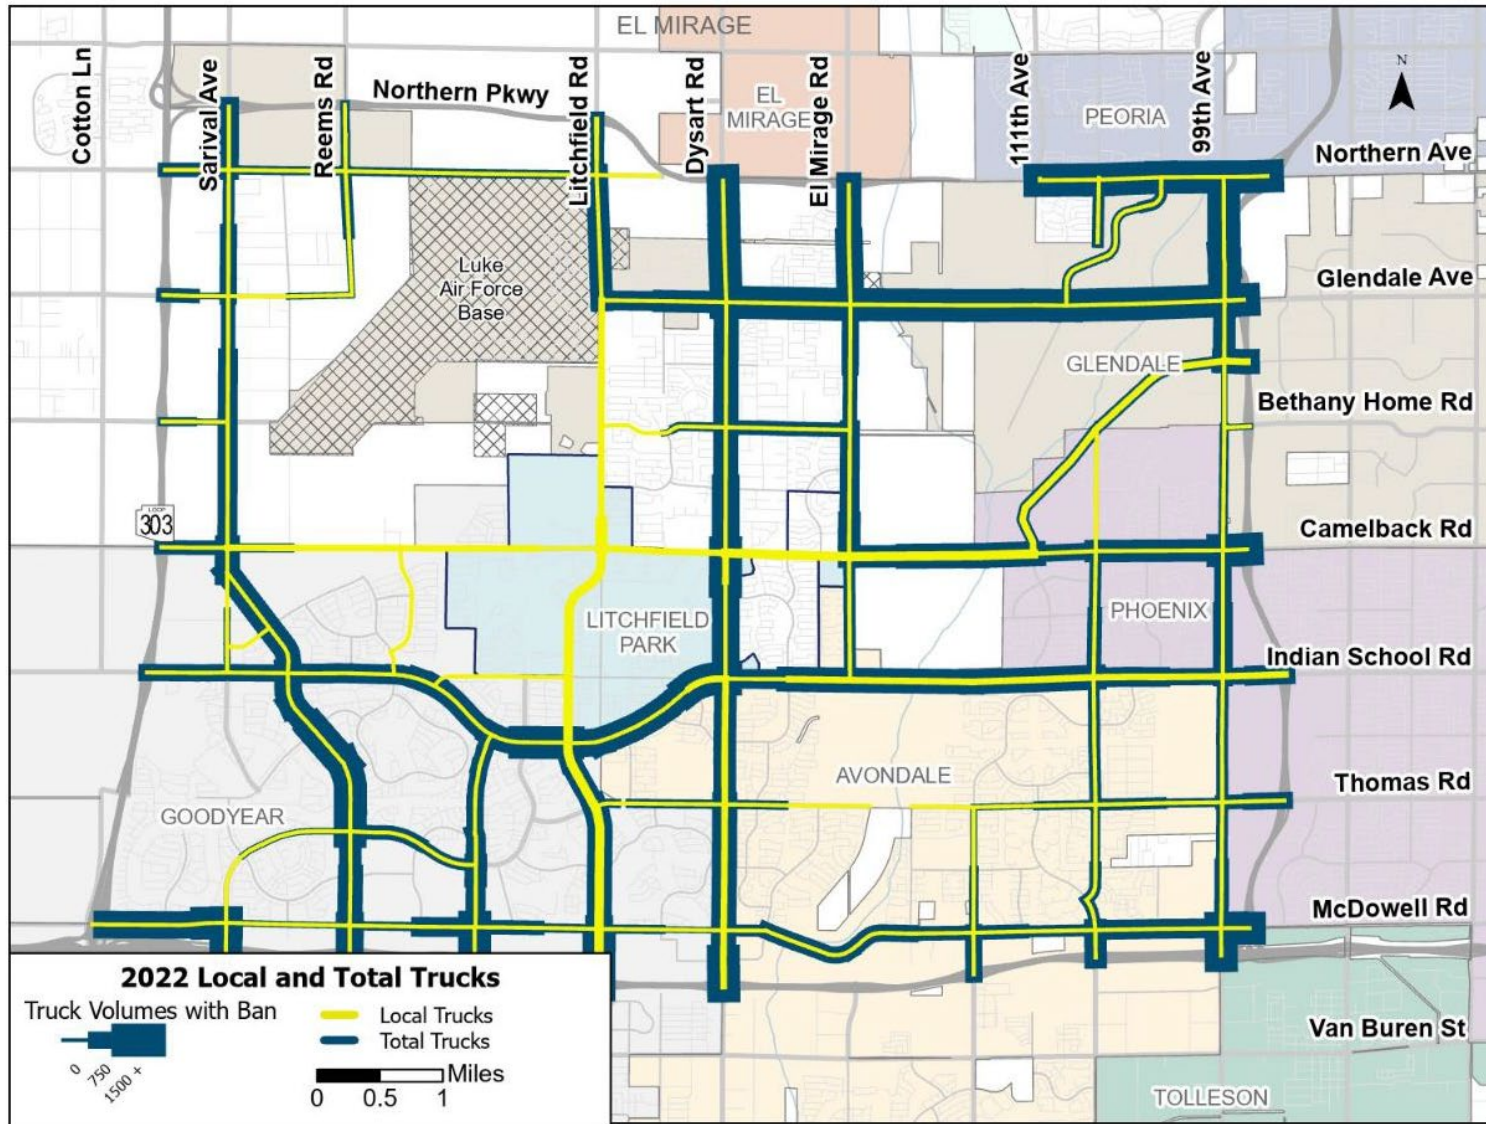 EL MIRAGE
Cotton Ln
Sarival Ave
Reems Rd
Northern Pkwy
Litchfield Rd
Dysart Rd
EL
MIRAGE
El Mirage Rd
111th Ave
PEORIA
99th Ave
N
Northern Ave
Luke
Air Force
Base
Glendale Ave
GLENDALE
Bethany Home Rd
LOOP
303
Camelback Rd
LITCHFIELD
PARK
PHOENIX
Indian School Rd
GOODYEAR
AVONDALE
Thomas Rd
McDowell Rd
2022 Local and Total Trucks
Truck Volumes with Ban
0
750
1500 +
Local Trucks
Total Trucks
Miles
0 0.5 1
Van Buren St
TOLLESON